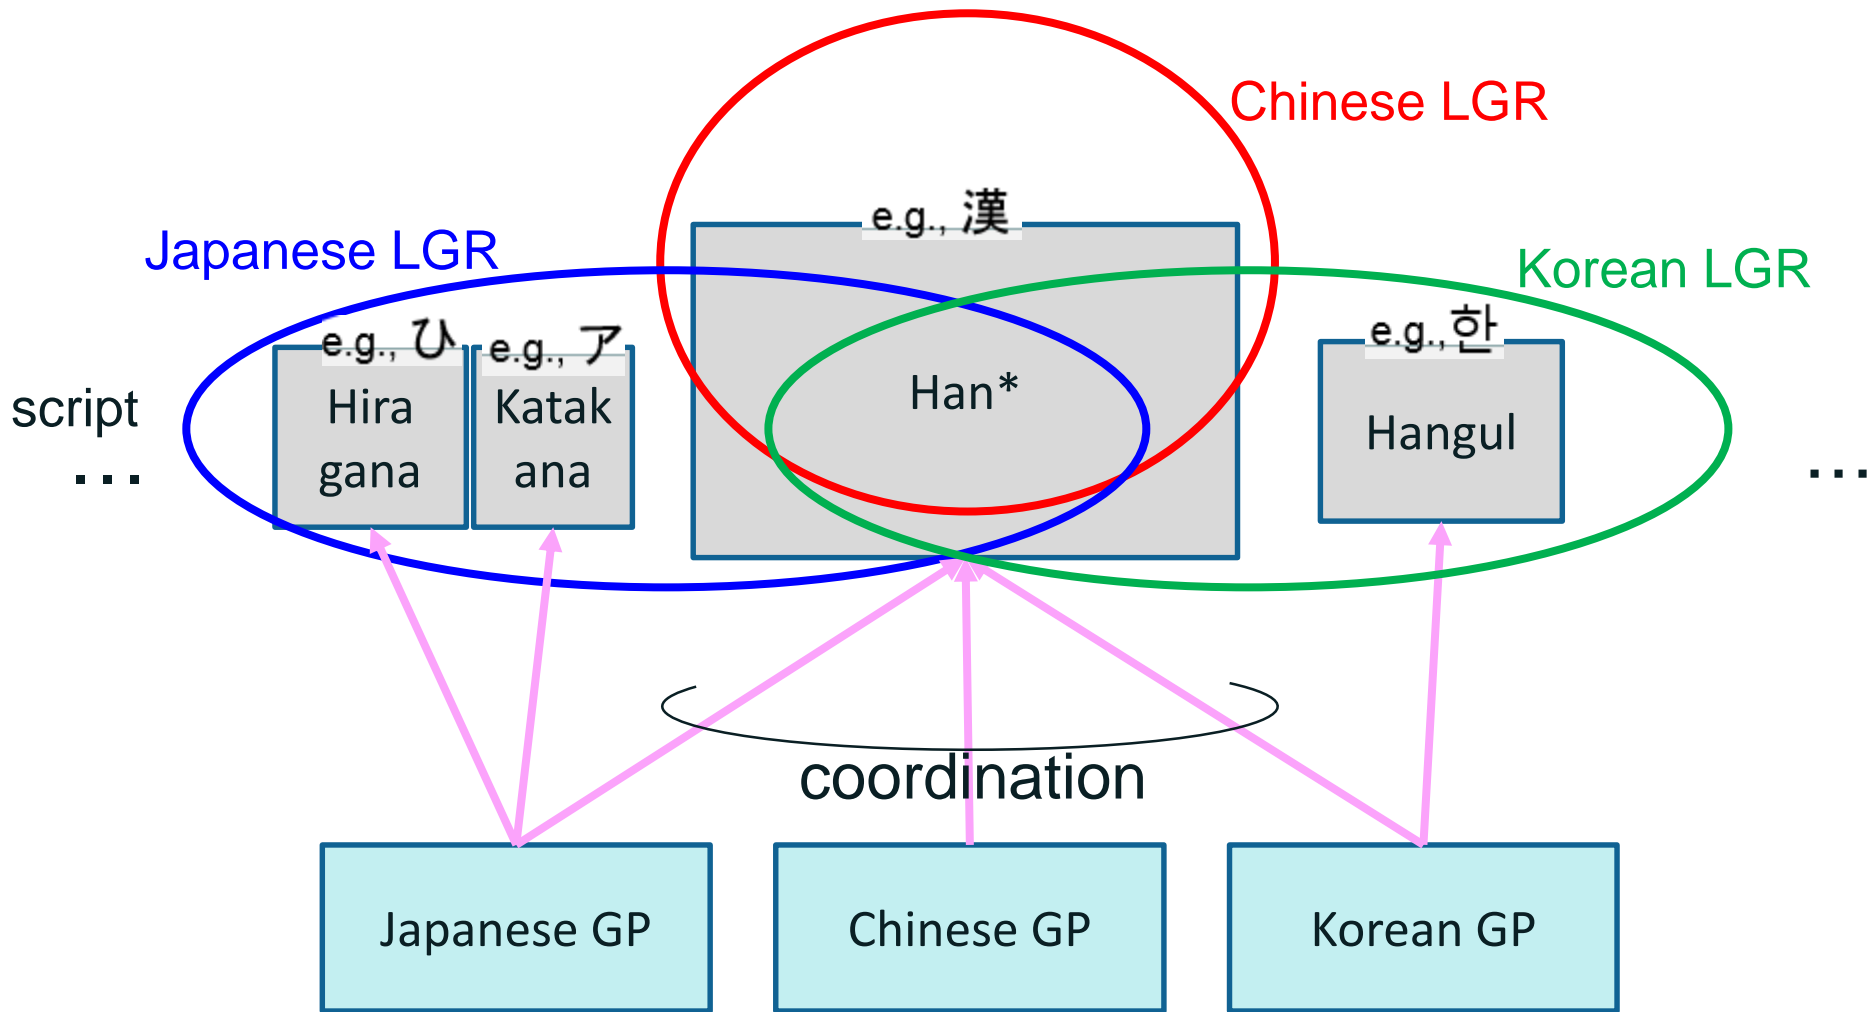 Chinese LGR
e.g., 漢
Japanese LGR
Korean LGR
e.g., ひ
e.g., ア
e.g., 한
script
...
Hira
gana
Katak
ana
Han*
Hangul
...
coordination
Japanese GP
Chinese GP
Korean GP